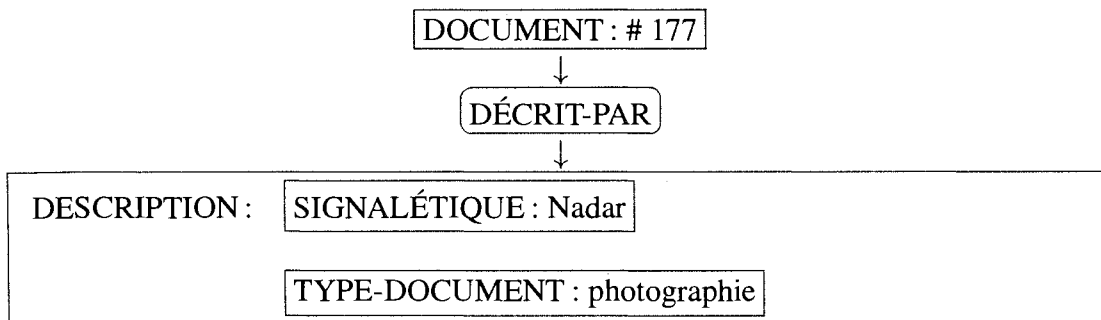 DOCUMENT : # 177
DÉCRIT-PAR
DESCRIPTION : SIGNALÉTIQUE : Nadar
TYPE-DOCUMENT : photographie